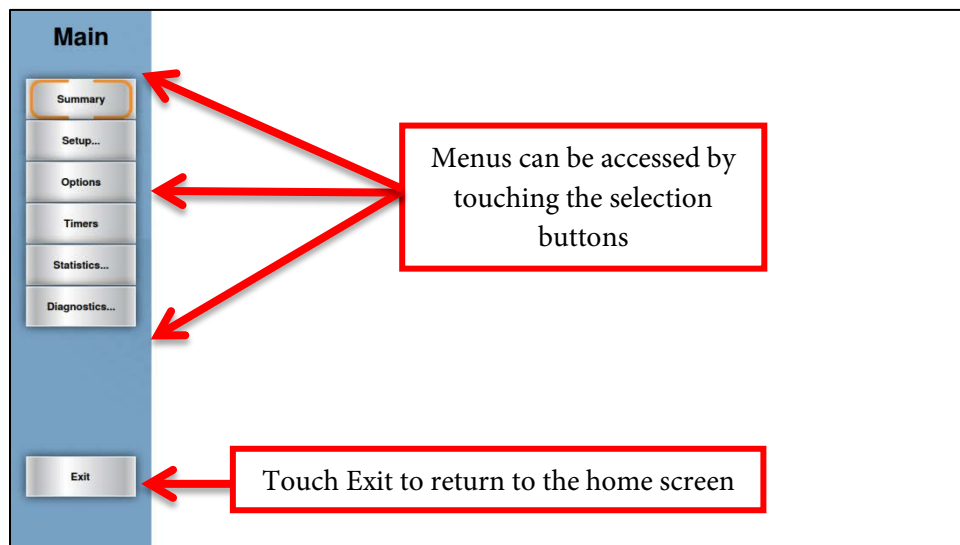 Main
Summary
Setup...
Options
Timers
Statistics...
Diagnostics...
Exit
Menus can be accessed by
touching the selection
buttons
Touch Exit to return to the home screen